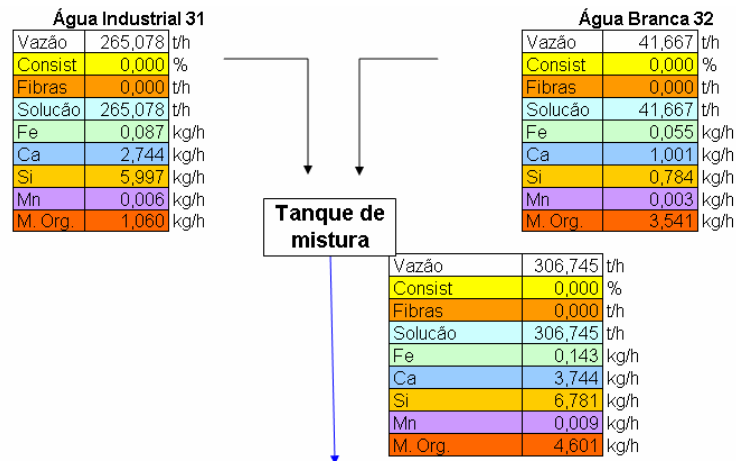 Água Industrial 31
Vazão 265,078 t/h
Consist 0,000 %
Fibras 0,000 t/h
Solucão 265,078 t/h
Fe 0,087 kg/h
Ca 2,744 kg/h
Si 5,997 kg/h
Mn 0,006 kg/h
M. Org. 1,060 kg/h
Água Branca 32
Vazão 41,667 t/h
Consist 0,000 %
Fibras 0,000 t/h
Solucão 41,667 t/h
Fe 0,055 kg/h
Ca 1,001 kg/h
Si 0,784 kg/h
Mn 0,003 kg/h
M. Org. 3,541 kg/h
Tanque de
mistura
Vazão 306,745 t/h
Consist 0,000 %
Fibras 0,000 t/h
Solucão 306,745 t/h
Fe 0,143 kg/h
Ca 3,744 kg/h
Si 6,781 kg/h
Mn 0,009 kg/h
M. Org. 4,601 kg/h